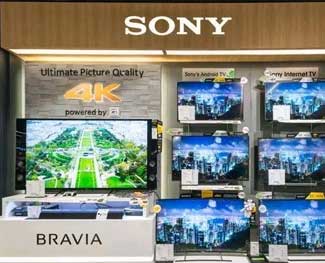 SONY
Ultimate Picture Quality
4K
powered by
Sony's Android TV
Sony Internet TV
BRAVIA